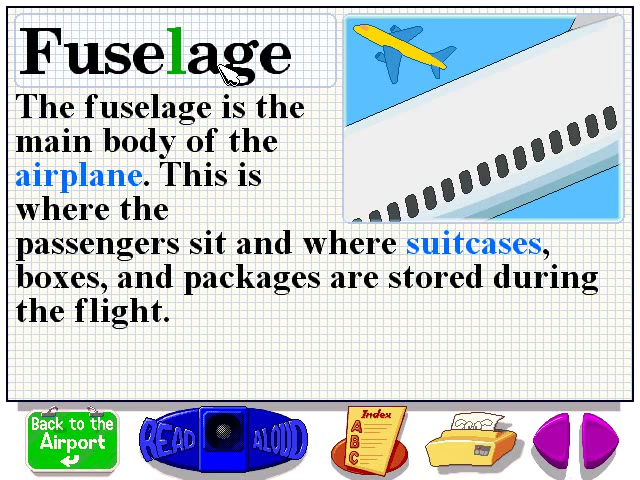 Fuselage
The fuselage is the
main body of the
airplane. This is
where the
passengers sit and where suitcases,
boxes, and packages are stored during
the flight.
Back to the
Airport
READ ALOUD
Index
A
B
C